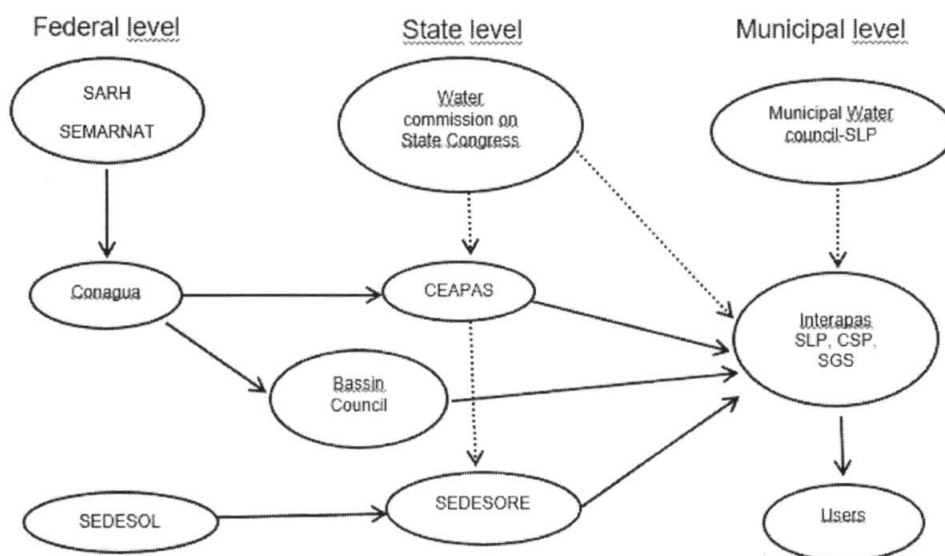 Federal level
State level
Municipal level
SARH
SEMARNAT
Water
commission on
State Congress
Municipal Water
council-SLP
Conagua
CEAPAS
Interapas
SLP, CSP,
SGS
Bassin
Council
SEDESOL
SEDESORE
Users